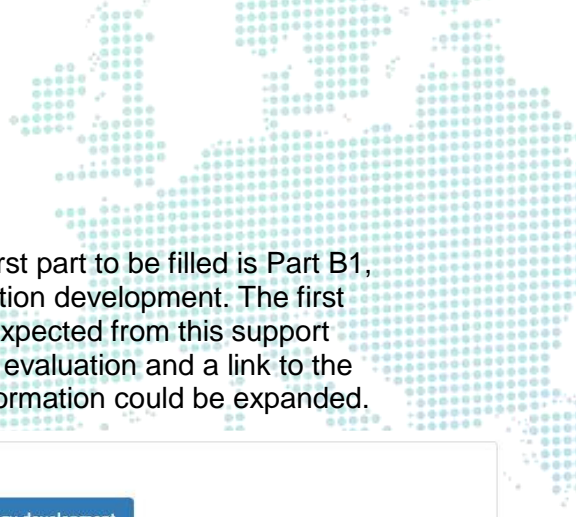 rst part to be filled is Part B1,
tion development. The first
xpected from this support
evaluation and a link to the
ormation could be expanded.
development